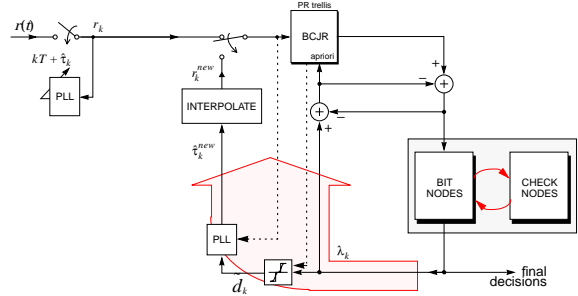 PR trellis
r(t)
r_k
BCJR
apriori
kT + τ̂_k
PLL
r_k^{new}
INTERPOLATE
τ̂_k^{new}
+
−
+
+
−
+
BIT NODES
CHECK NODES
PLL
λ_k
d̃_k
final
decisions